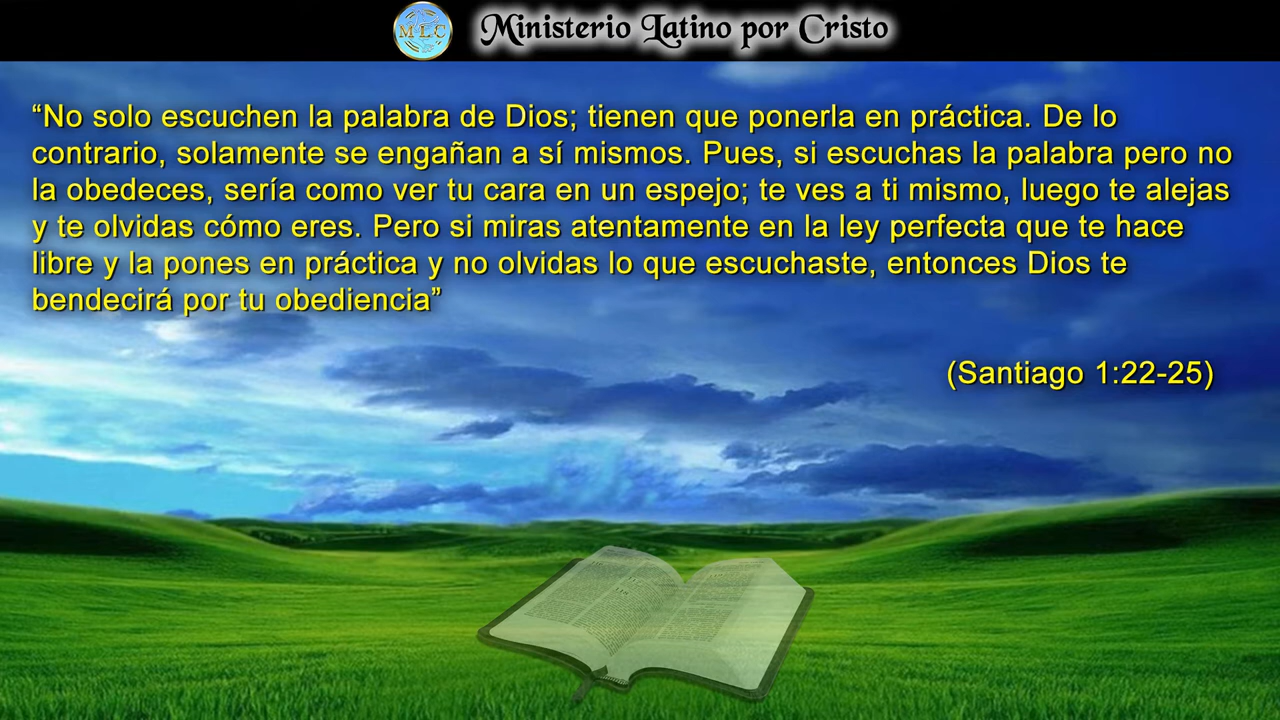 MLC
Ministerio Latino por Cristo
“No solo escuchen la palabra de Dios; tienen que ponerla en práctica. De lo
contrario, solamente se engañan a sí mismos. Pues, si escuchas la palabra pero no
la obedeces, sería como ver tu cara en un espejo; te ves a ti mismo, luego te alejas
y te olvidas cómo eres. Pero si miras atentamente en la ley perfecta que te hace
libre y la pones en práctica y no olvidas lo que escuchaste, entonces Dios te
bendecirá por tu obediencia”
(Santiago 1:22-25)